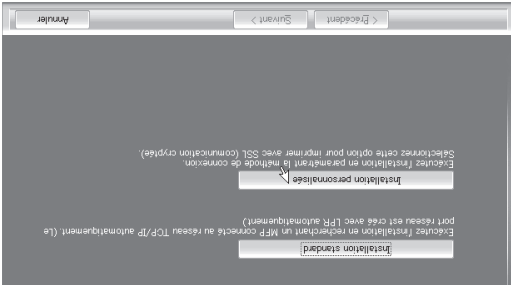 Installation standard
Exécutez l'installation en recherchant un MFP connecté au réseau TCP/IP automatiquement. (Le
port réseau est créé avec LPR automatiquement.)
Installation personnalisée
Exécutez l'installation en paramétrant la méthode de connexion.
Sélectionnez cette option pour imprimer avec SSL (communication cryptée).
< Précédent
Suivant >
Annuler